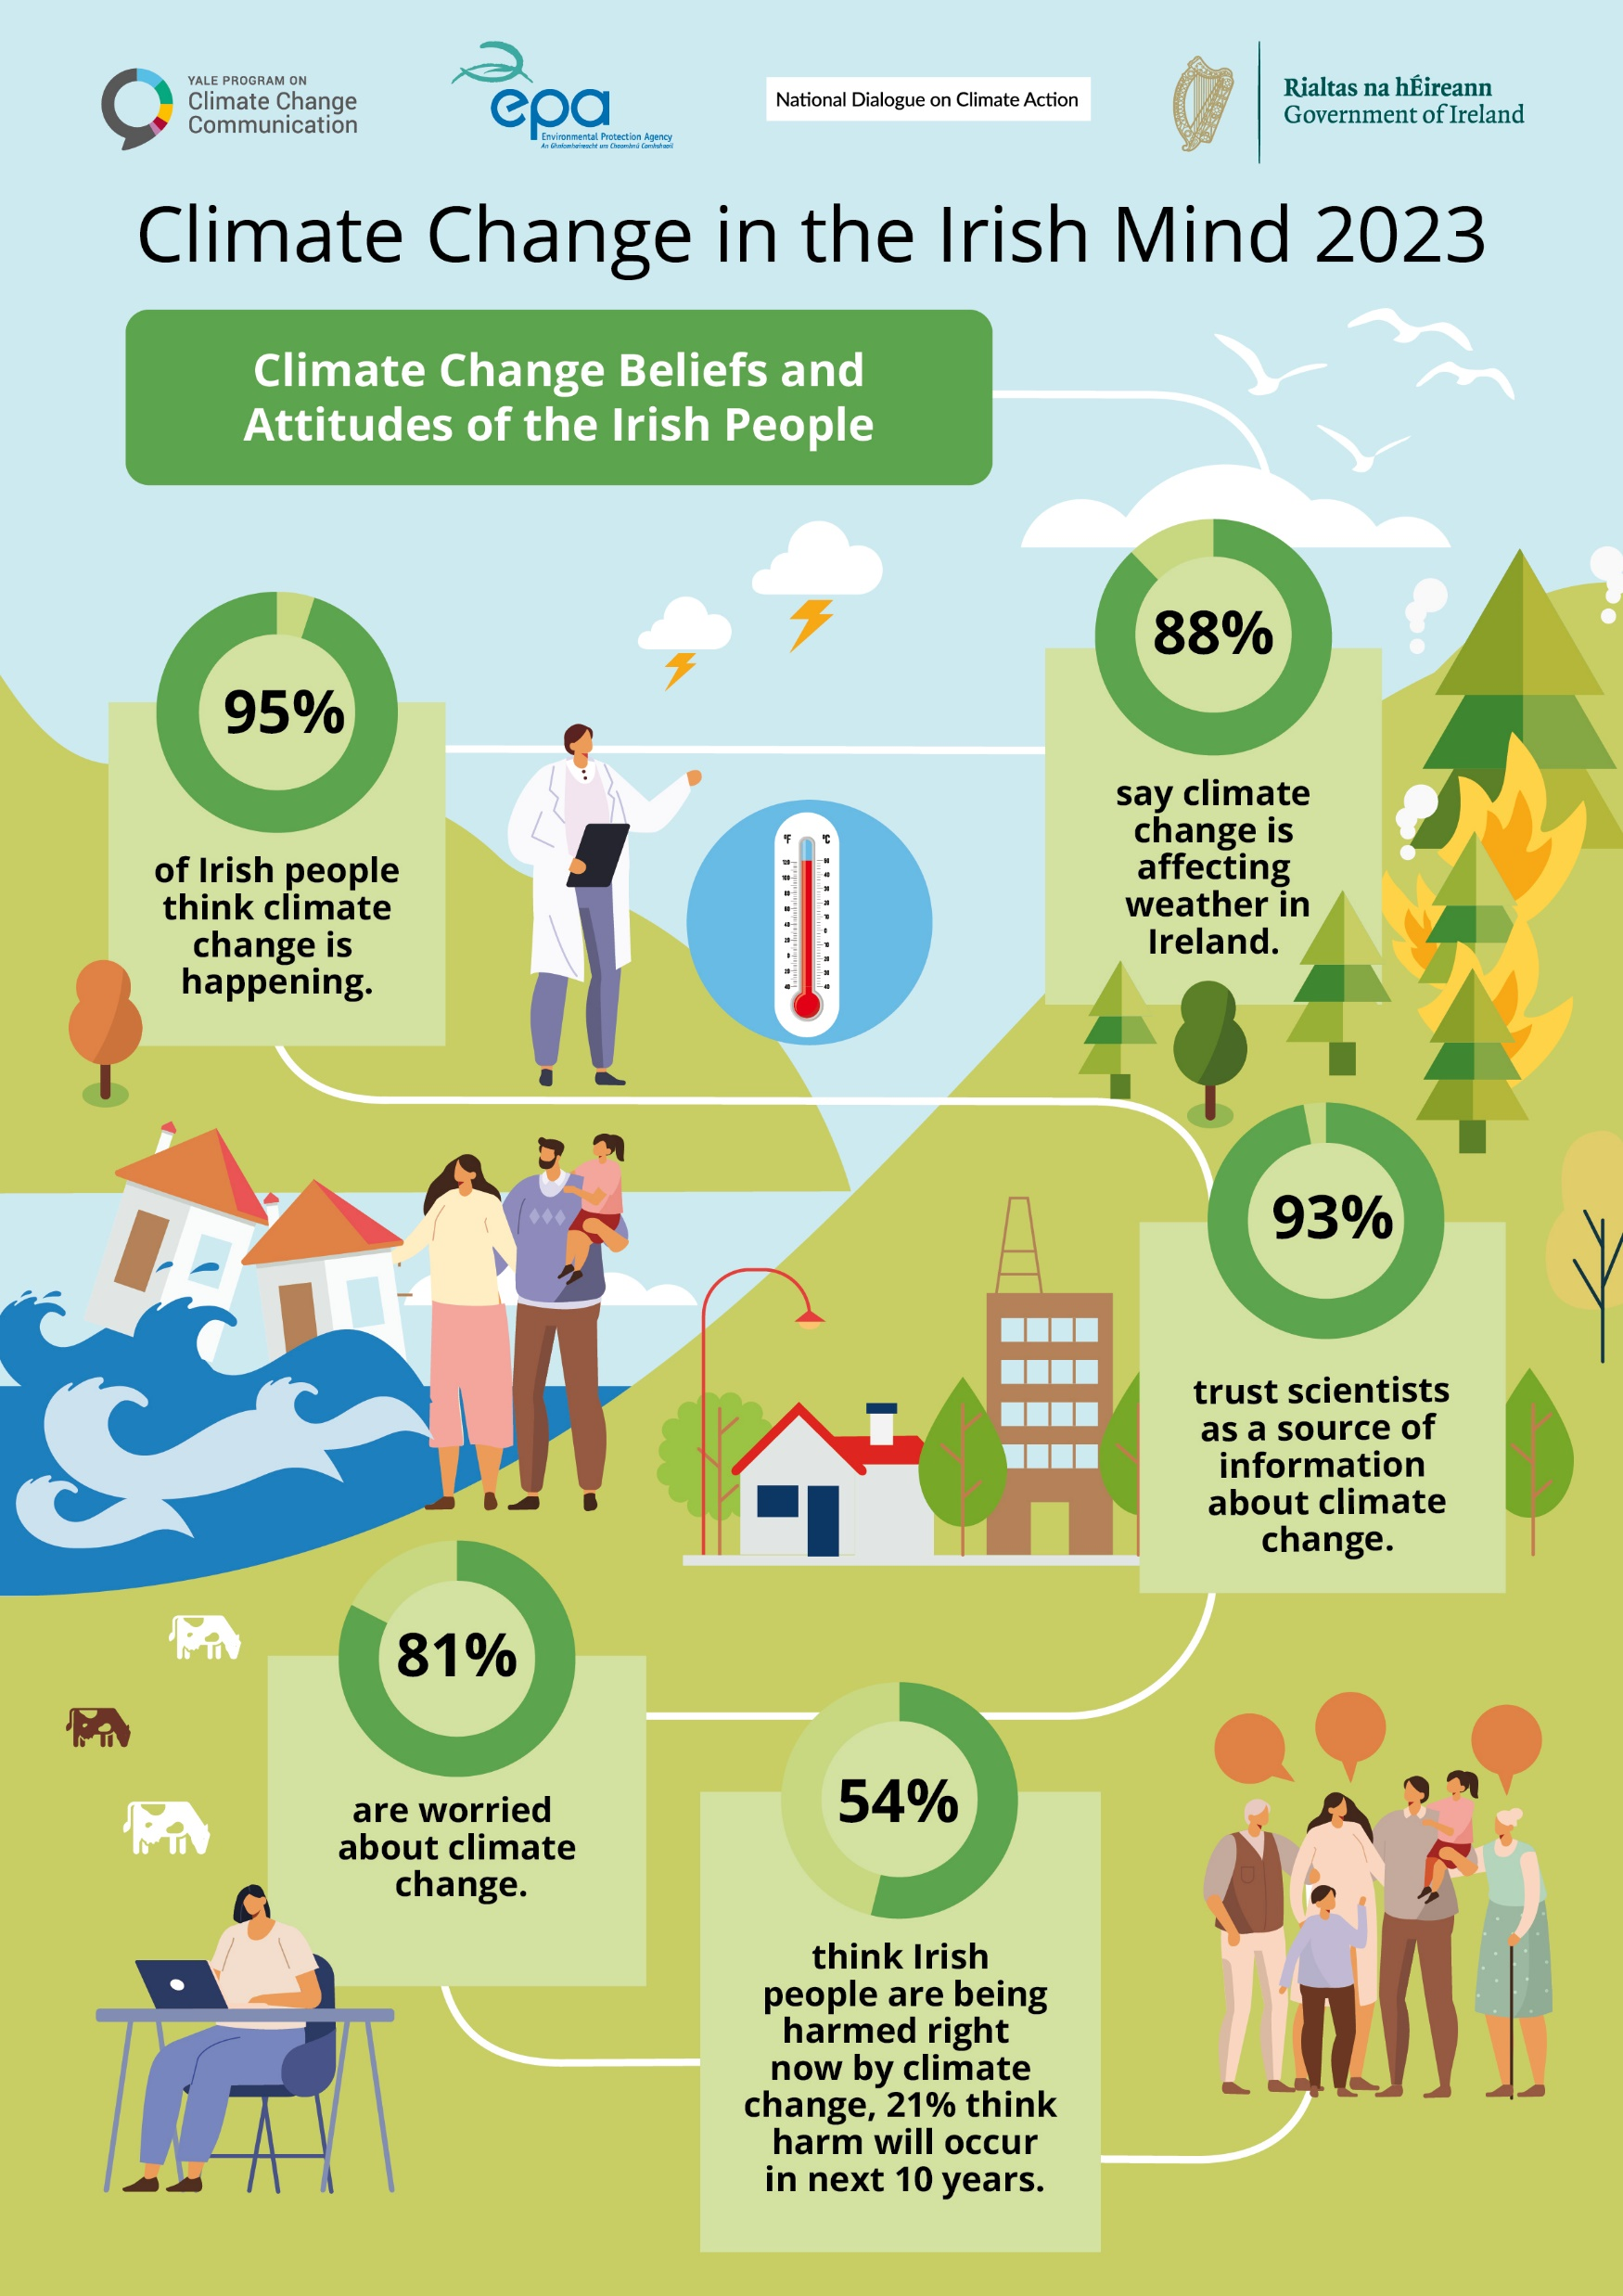 YALE PROGRAM ON
Climate Change
Communication
epa
Environmental Protection Agency
National Dialogue on Climate Action
Rialtas na hÉireann
Government of Ireland
Climate Change in the Irish Mind 2023
Climate Change Beliefs and
Attitudes of the Irish People
95%
of Irish people
think climate
change is
happening.
88%
say climate
change is
affecting
weather in
Ireland.
°F °C
93%
trust scientists
as a source of
information
about climate
change.
81%
are worried
about climate
change.
54%
think Irish
people are being
harmed right
now by climate
change, 21% think
harm will occur
in next 10 years.